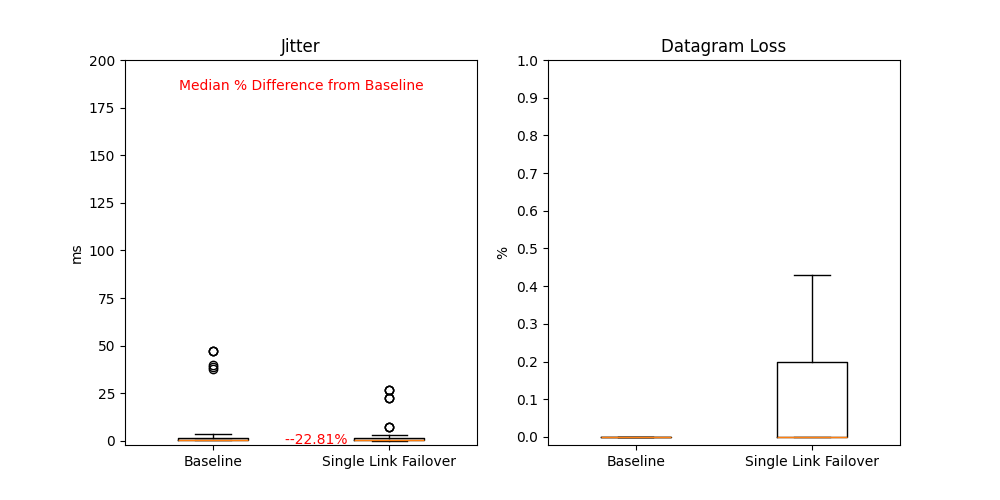 Jitter
Median % Difference from Baseline
ms
200
175
150
125
100
75
50
25
0
--22.81%
Baseline
Single Link Failover
Datagram Loss
%
1.0
0.9
0.8
0.7
0.6
0.5
0.4
0.3
0.2
0.1
0.0
Baseline
Single Link Failover